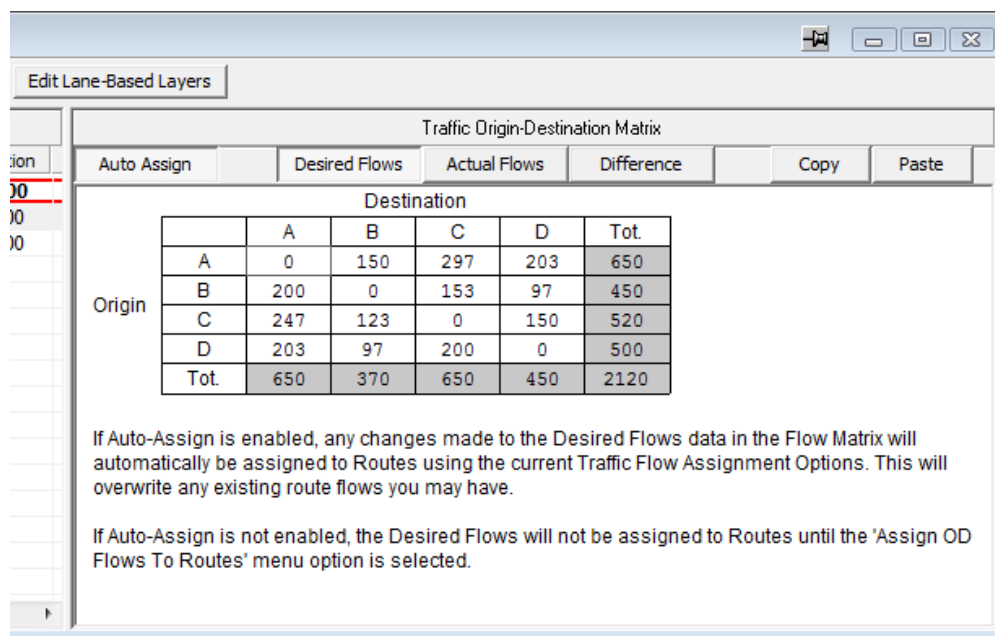 Edit Lane-Based Layers
Traffic Origin-Destination Matrix
Auto Assign Desired Flows Actual Flows Difference Copy Paste
Destination
A B C D Tot.
A 0 150 297 203 650
B 200 0 153 97 450
Origin
C 247 123 0 150 520
D 203 97 200 0 500
Tot. 650 370 650 450 2120
If Auto-Assign is enabled, any changes made to the Desired Flows data in the Flow Matrix will
automatically be assigned to Routes using the current Traffic Flow Assignment Options. This will
overwrite any existing route flows you may have.
If Auto-Assign is not enabled, the Desired Flows will not be assigned to Routes until the 'Assign OD
Flows To Routes' menu option is selected.